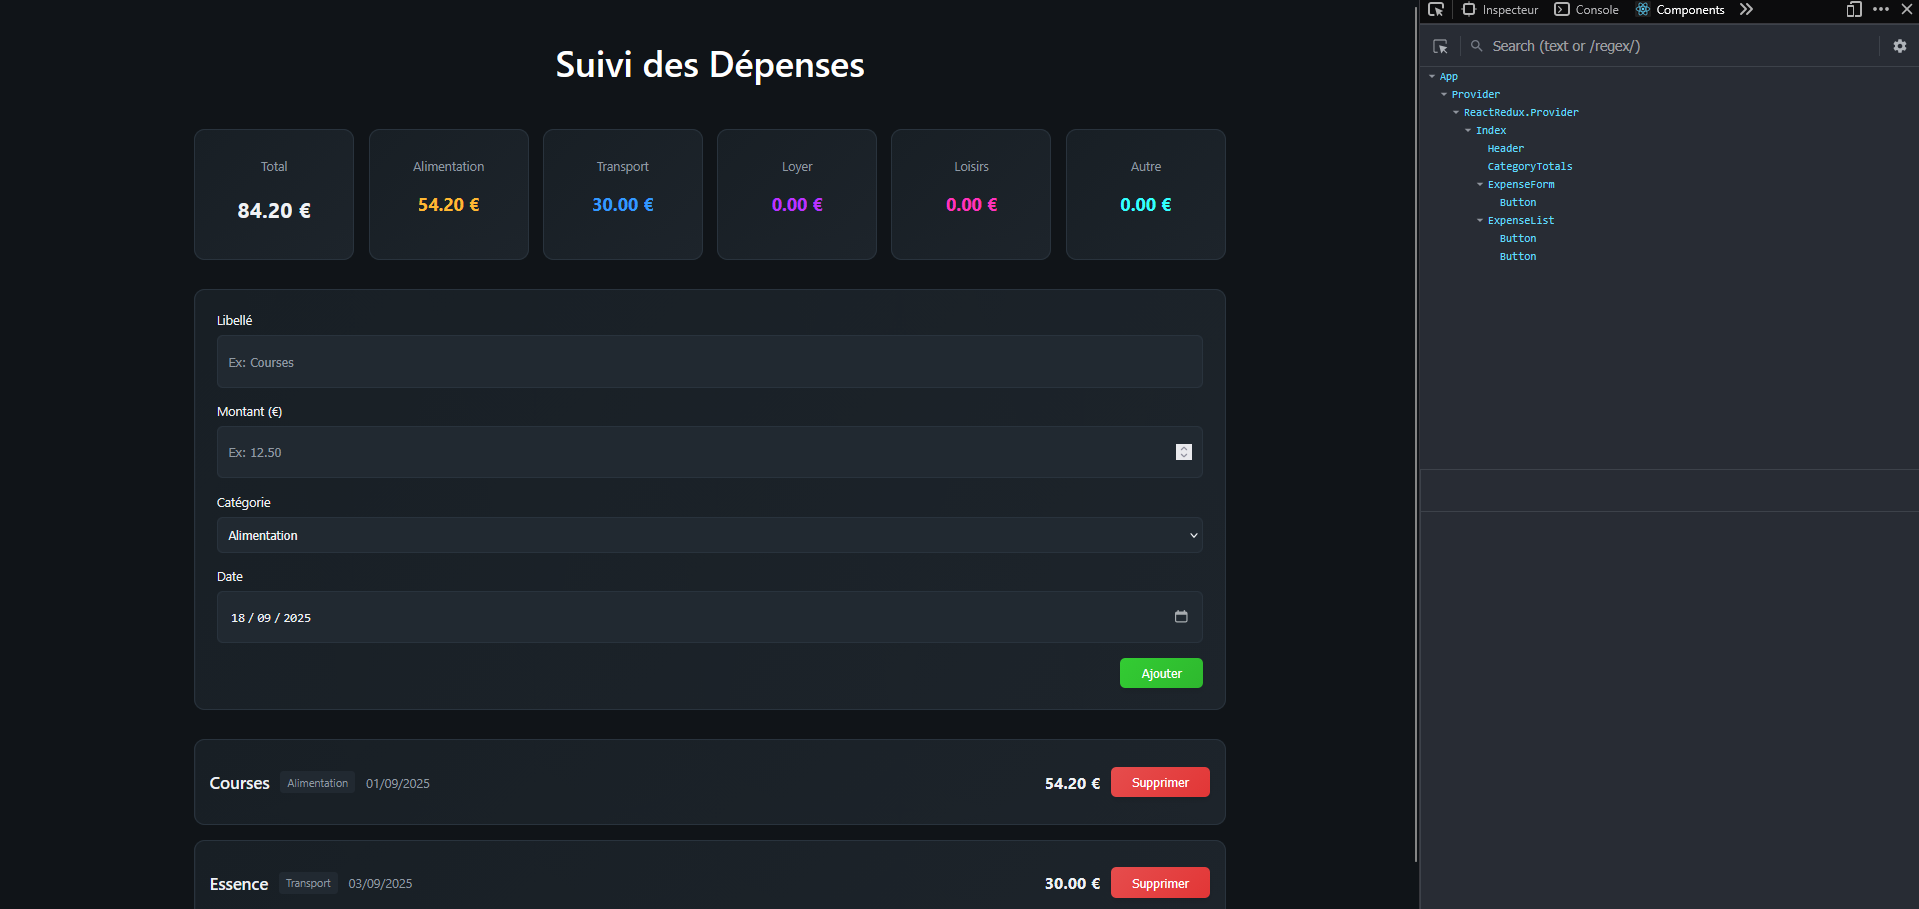 Suivi des Dépenses
Total
84.20 €
Alimentation
54.20 €
Transport
30.00 €
Loyer
0.00 €
Loisirs
0.00 €
Autre
0.00 €
Libellé
Ex: Courses
Montant (€)
Ex: 12.50
Catégorie
Alimentation
Date
18 / 09 / 2025
Ajouter
Courses Alimentation 01/09/2025 54.20 € Supprimer
Essence Transport 03/09/2025 30.00 € Supprimer
Inspecteur Console Components
Search (text or /regex/)
App
Provider
ReactRedux.Provider
Index
Header
CategoryTotals
ExpenseForm
Button
ExpenseList
Button
Button